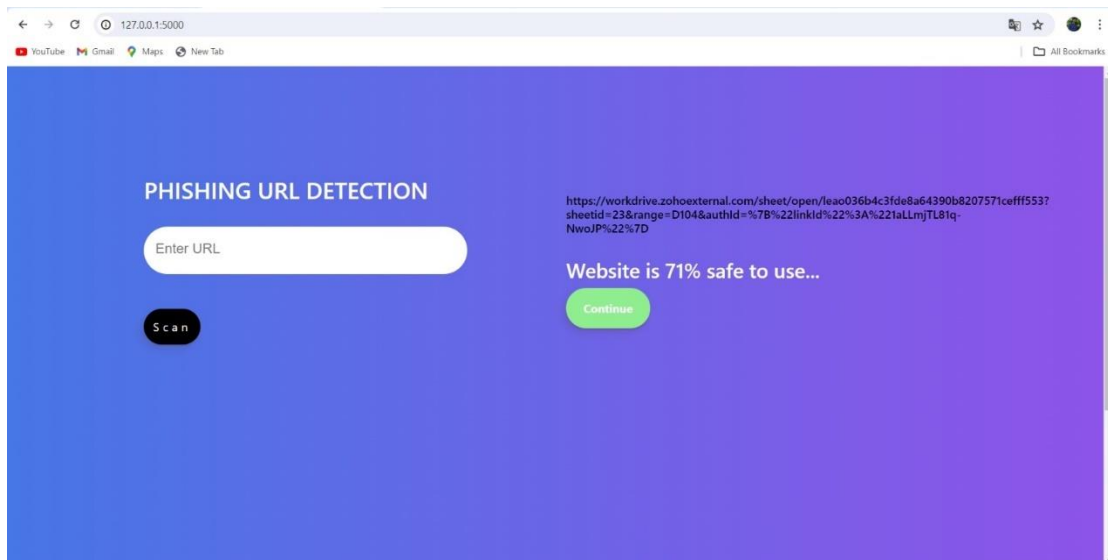 127.0.0.1:5000
YouTube Gmail Maps New Tab All Bookmarks
PHISHING URL DETECTION
Enter URL
Scan
https://workdrive.zohoexternal.com/sheet/open/leao036b4c3fde8a64390b8207571cefff553?
sheetid=23&range=D104&authId=%7B%22linkId%22%3A%221aLLmjTL81q-
NwoJP%22%7D
Website is 71% safe to use...
Continue